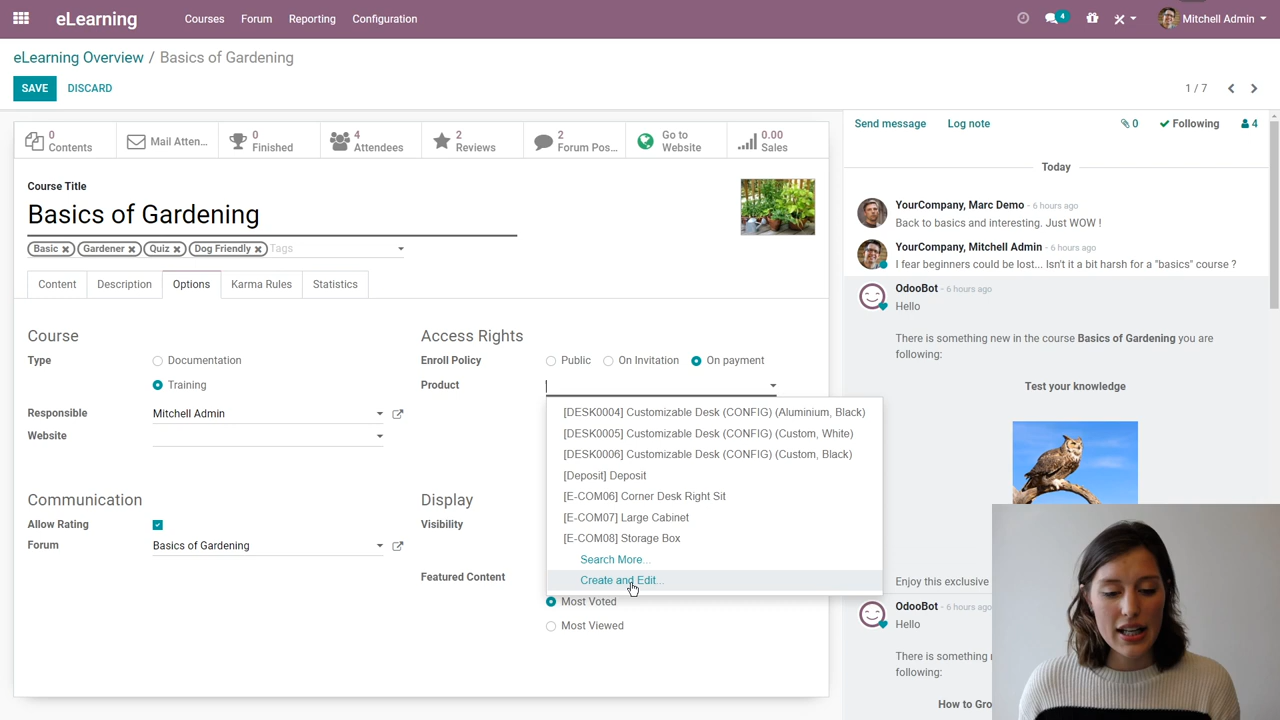 eLearning
Courses
Forum
Reporting
Configuration
4
Mitchell Admin
eLearning Overview / Basics of Gardening
SAVE
DISCARD
1 / 7
0
Contents
Mail Atten...
0
Finished
4
Attendees
2
Reviews
2
Forum Pos...
Go to
Website
0.00
Sales
Course Title
Basics of Gardening
Basic
Gardener
Quiz
Dog Friendly
Tags
Content
Description
Options
Karma Rules
Statistics
Course
Type
Documentation
Training
Responsible
Mitchell Admin
Website
Communication
Allow Rating
Forum
Basics of Gardening
Access Rights
Enroll Policy
Public
On Invitation
On payment
Product
[DESK0004] Customizable Desk (CONFIG) (Aluminium, Black)
[DESK0005] Customizable Desk (CONFIG) (Custom, White)
[DESK0006] Customizable Desk (CONFIG) (Custom, Black)
[Deposit] Deposit
[E-COM06] Corner Desk Right Sit
[E-COM07] Large Cabinet
[E-COM08] Storage Box
Search More...
Create and Edit...
Display
Visibility
Featured Content
Most Voted
Most Viewed
Send message
Log note
0
Following
4
Today
YourCompany, Marc Demo - 6 hours ago
Back to basics and interesting. Just WOW !
YourCompany, Mitchell Admin - 6 hours ago
I fear beginners could be lost... Isn't it a bit harsh for a "basics" course ?
OdooBot - 6 hours ago
Hello
There is something new in the course Basics of Gardening you are
following:
Test your knowledge
Enjoy this exclusive
OdooBot - 6 hours ago
Hello
There is something
following:
How to Gro